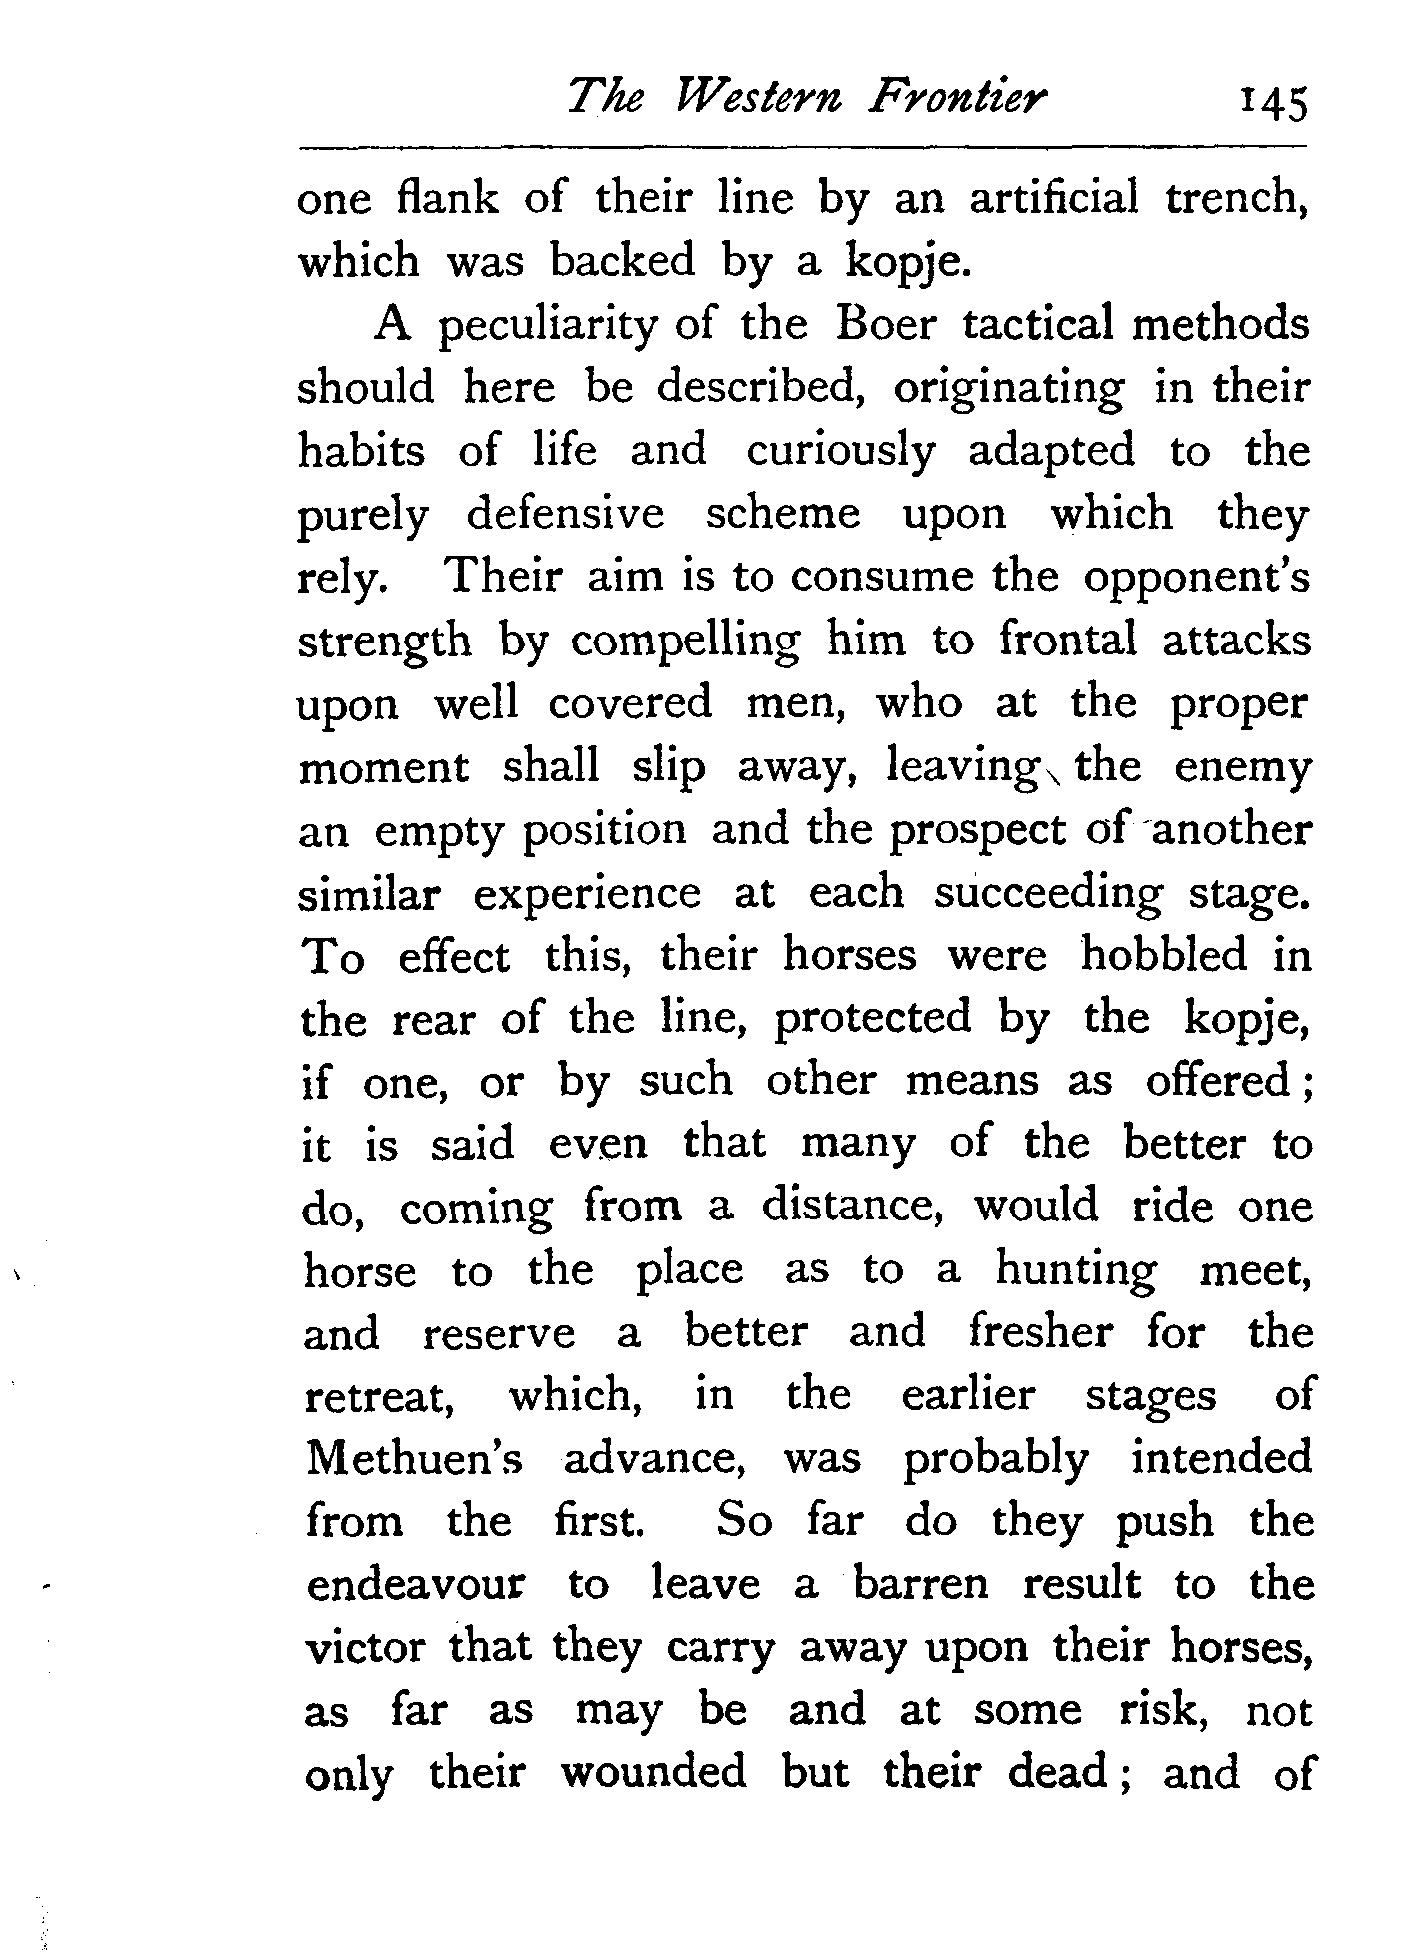 The Western Frontier 145
one flank of their line by an artificial trench,
which was backed by a kopje.
A peculiarity of the Boer tactical methods
should here be described, originating in their
habits of life and curiously adapted to the
purely defensive scheme upon which they
rely. Their aim is to consume the opponent's
strength by compelling him to frontal attacks
upon well covered men, who at the proper
moment shall slip away, leaving the enemy
an empty position and the prospect of another
similar experience at each succeeding stage.
To effect this, their horses were hobbled in
the rear of the line, protected by the kopje,
if one, or by such other means as offered ;
it is said even that many of the better to
do, coming from a distance, would ride one
horse to the place as to a hunting meet,
and reserve a better and fresher for the
retreat, which, in the earlier stages of
Methuen's advance, was probably intended
from the first. So far do they push the
endeavour to leave a barren result to the
victor that they carry away upon their horses,
as far as may be and at some risk, not
only their wounded but their dead ; and of